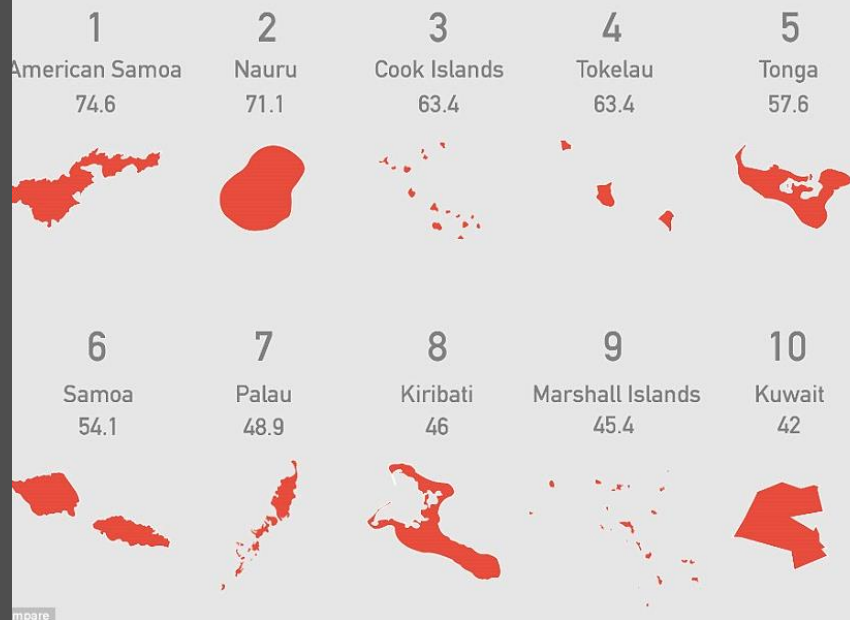 1
American Samoa
74.6
2
Nauru
71.1
3
Cook Islands
63.4
4
Tokelau
63.4
5
Tonga
57.6
6
Samoa
54.1
7
Palau
48.9
8
Kiribati
46
9
Marshall Islands
45.4
10
Kuwait
42
mpare